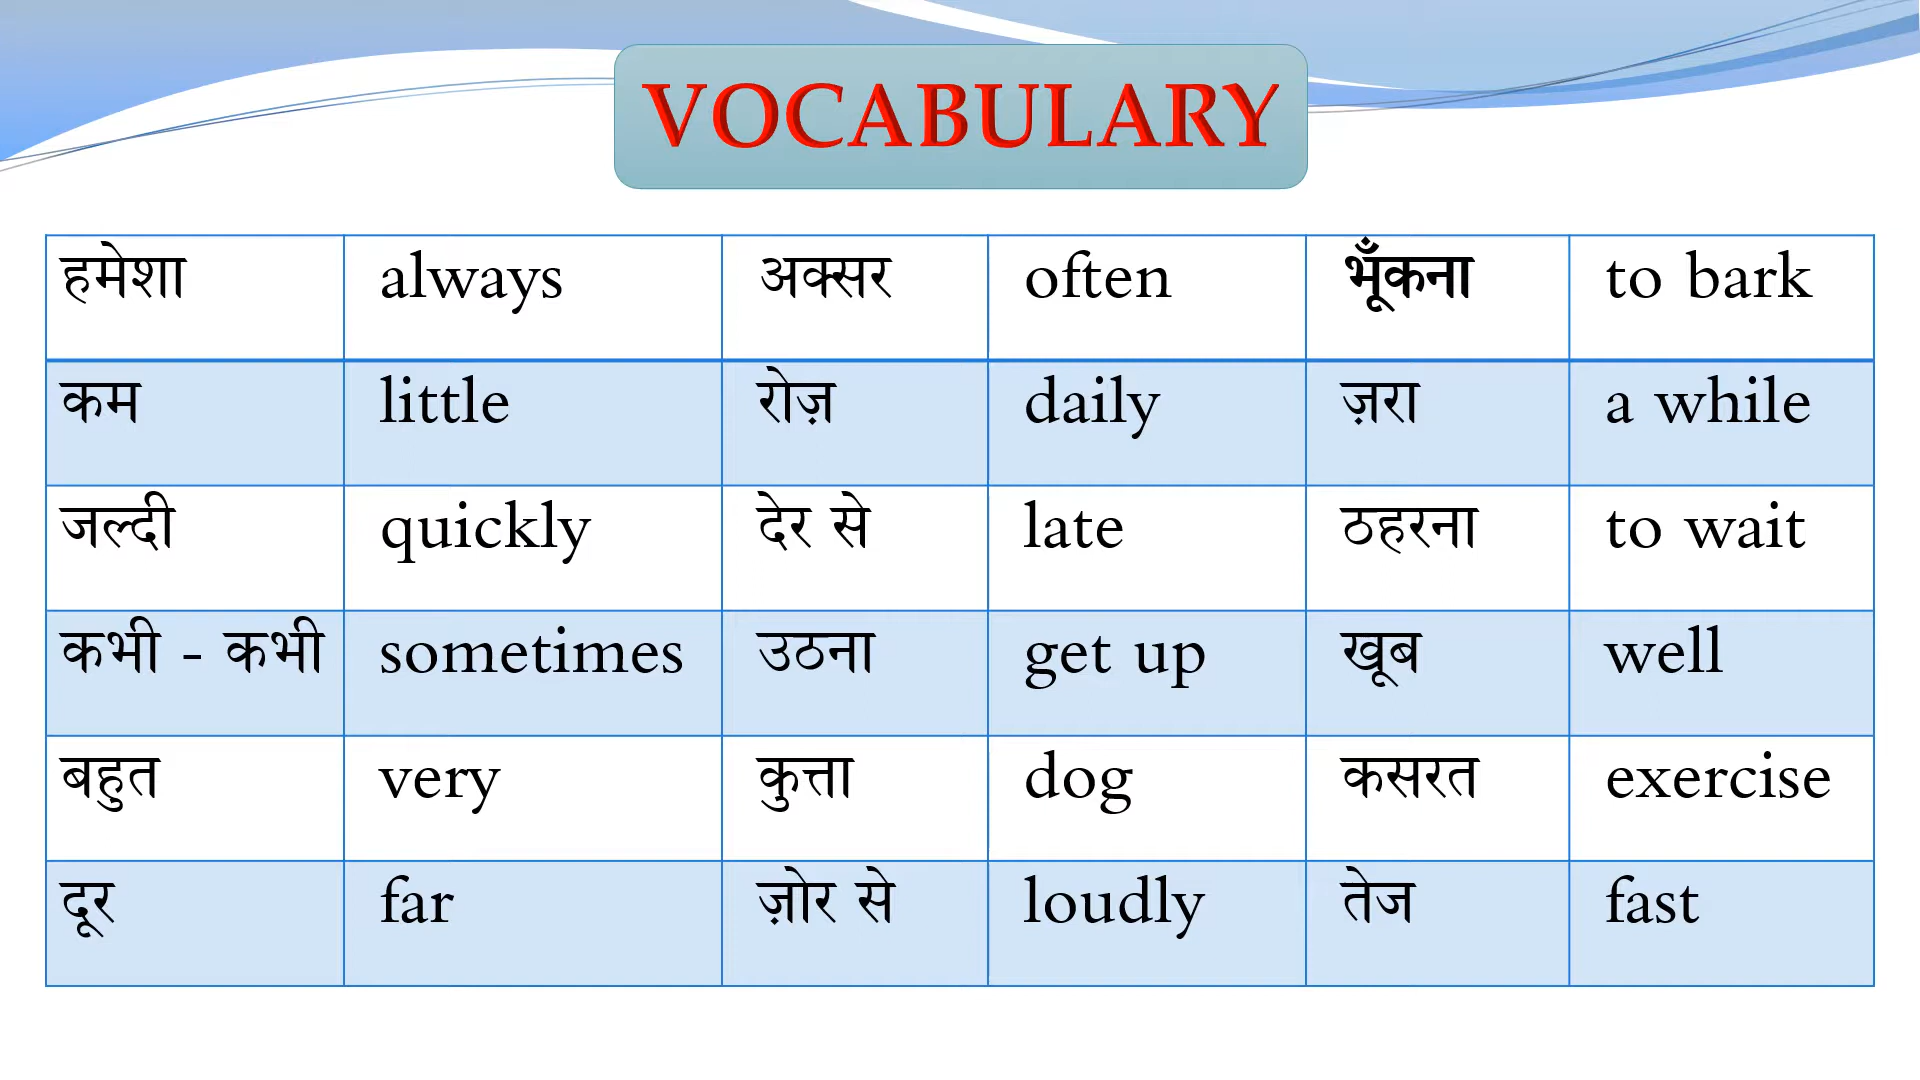 VOCABULARY
हमेशा always अक्सर often भूँकना to bark
कम little रोज़ daily ज़रा a while
जल्दी quickly देर से late ठहरना to wait
कभी - कभी sometimes उठना get up खूब well
बहुत very कुत्ता dog कसरत exercise
दूर far ज़ोर से loudly तेज fast